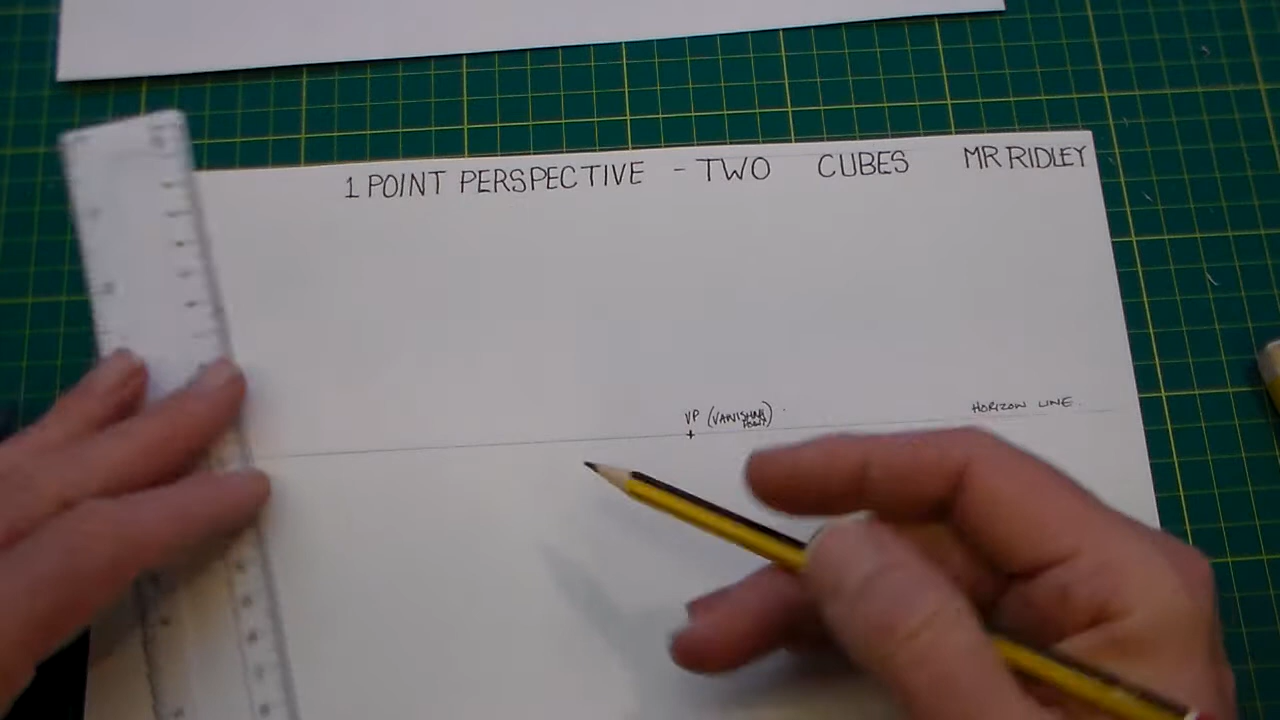 1 POINT PERSPECTIVE - TWO CUBES MR RIDLEY
VP (VANISHING
POINT)
HORIZON LINE